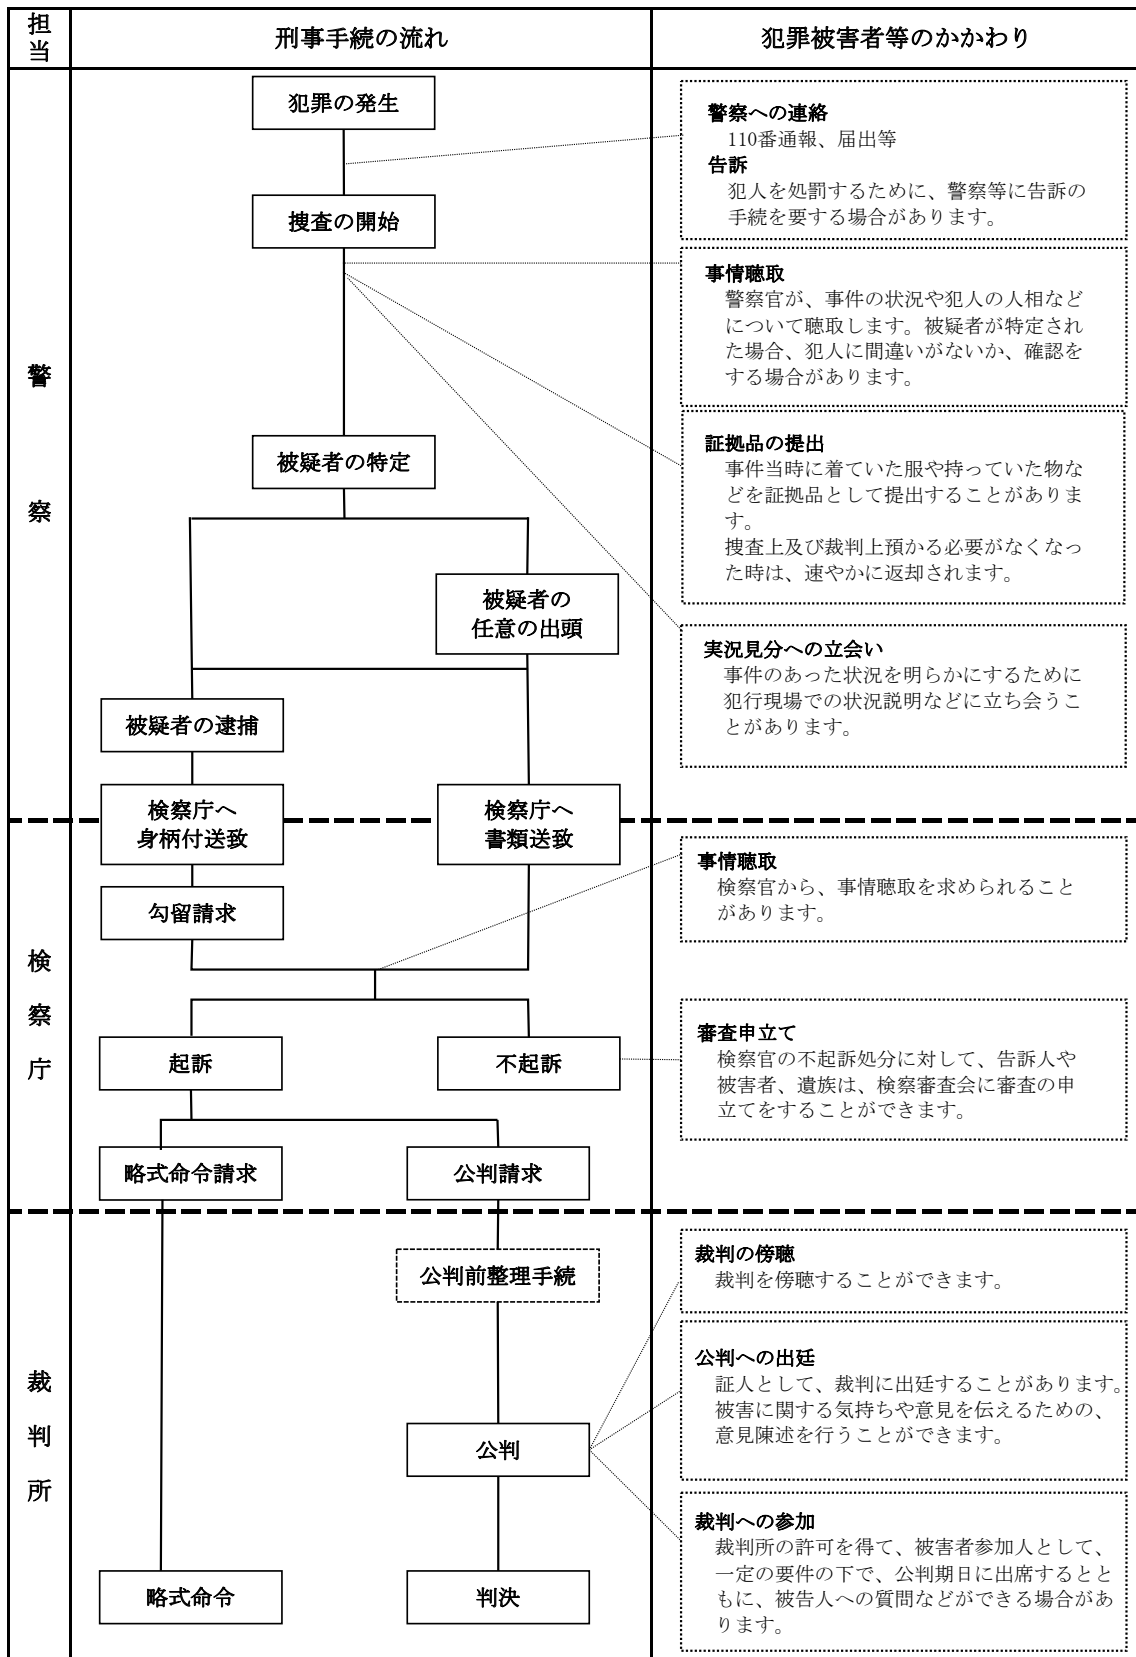 担
当
刑事手続の流れ
犯罪被害者等のかかわり
警
察
犯罪の発生
捜査の開始
被疑者の特定
被疑者の
任意の出頭
被疑者の逮捕
検察庁へ
身柄付送致
検察庁へ
書類送致
警察への連絡
110番通報、届出等
告訴
犯人を処罰するために、警察等に告訴の
手続を要する場合があります。
事情聴取
警察官が、事件の状況や犯人の人相など
について聴取します。被疑者が特定され
た場合、犯人に間違いがないか、確認を
する場合があります。
証拠品の提出
事件当時に着ていた服や持っていた物な
どを証拠品として提出することがありま
す。
捜査上及び裁判上預かる必要がなくなっ
た時は、速やかに返却されます。
実況見分への立会い
事件のあった状況を明らかにするために
犯行現場での状況説明などに立ち会うこ
とがあります。
検
察
庁
勾留請求
起訴
不起訴
略式命令請求
公判請求
事情聴取
検察官から、事情聴取を求められること
があります。
審査申立て
検察官の不起訴処分に対して、告訴人や
被害者、遺族は、検察審査会に審査の申
立てをすることができます。
裁
判
所
公判前整理手続
公判
略式命令
判決
裁判の傍聴
裁判を傍聴することができます。
公判への出廷
証人として、裁判に出廷することがあります。
被害に関する気持ちや意見を伝えるための、
意見陳述を行うことができます。
裁判への参加
裁判所の許可を得て、被害者参加人として、
一定の要件の下で、公判期日に出席するとと
もに、被告人への質問などができる場合があ
ります。